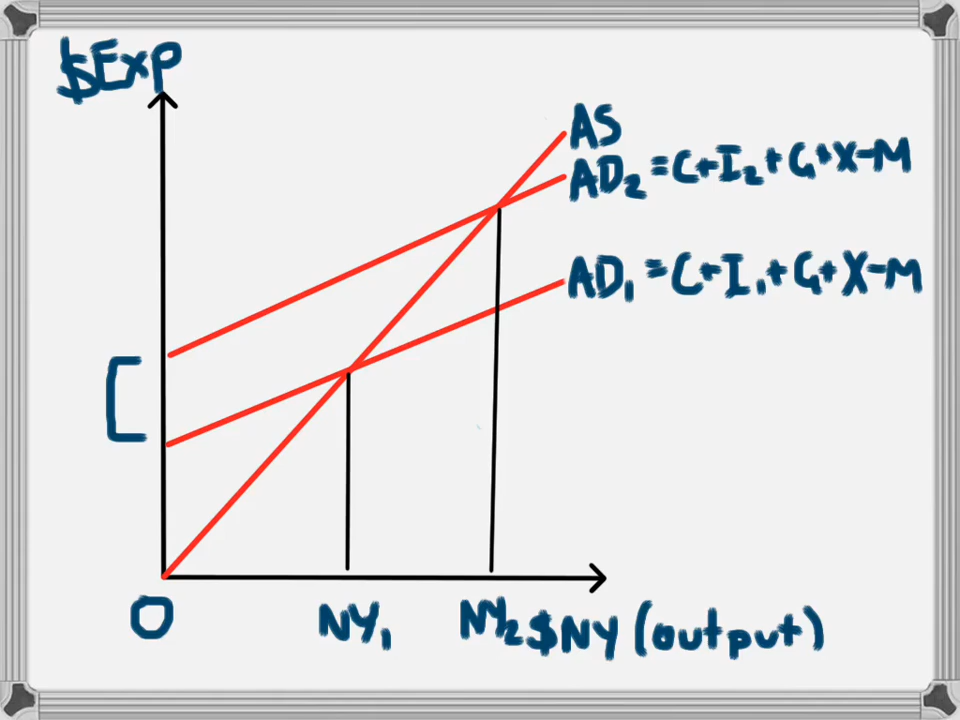 $Exp
AS
AD₂ = C+I₂+G+X-M
AD₁ = C+I₁+G+X-M
O
NY₁
NY₂
$NY (output)